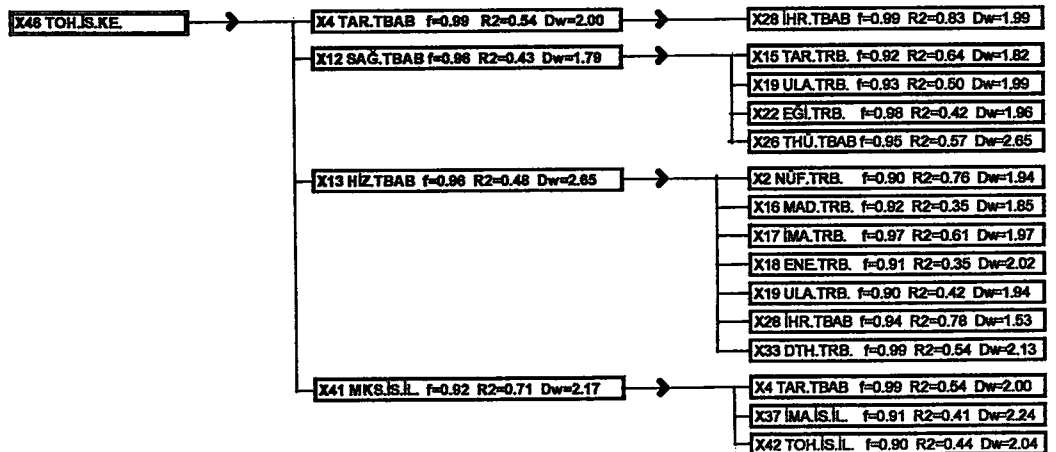 X46 TOH.İS.KE.
X4 TAR.TBAB f=0.99 R2=0.54 Dw=2.00
X28 İHR.TBAB f=0.99 R2=0.83 Dw=1.99
X12 SAĞ.TBAB f=0.96 R2=0.43 Dw=1.79
X15 TAR.TRB. f=0.92 R2=0.64 Dw=1.82
X19 ULA.TRB. f=0.93 R2=0.50 Dw=1.99
X22 EĞİ.TRB. f=0.98 R2=0.42 Dw=1.96
X26 THÜ.TBAB f=0.95 R2=0.57 Dw=2.65
X13 HİZ.TBAB f=0.96 R2=0.48 Dw=2.65
X2 NÜF.TRB. f=0.90 R2=0.76 Dw=1.94
X16 MAD.TRB. f=0.92 R2=0.35 Dw=1.85
X17 İMA.TRB. f=0.97 R2=0.61 Dw=1.97
X18 ENE.TRB. f=0.91 R2=0.35 Dw=2.02
X19 ULA.TRB. f=0.90 R2=0.42 Dw=1.94
X28 İHR.TBAB f=0.94 R2=0.78 Dw=1.53
X33 DTH.TRB. f=0.99 R2=0.54 Dw=2.13
X41 MKS.İS.İL. f=0.92 R2=0.71 Dw=2.17
X4 TAR.TBAB f=0.99 R2=0.54 Dw=2.00
X37 İMA.İS.İL. f=0.91 R2=0.41 Dw=2.24
X42 TOH.İS.İL. f=0.90 R2=0.44 Dw=2.04